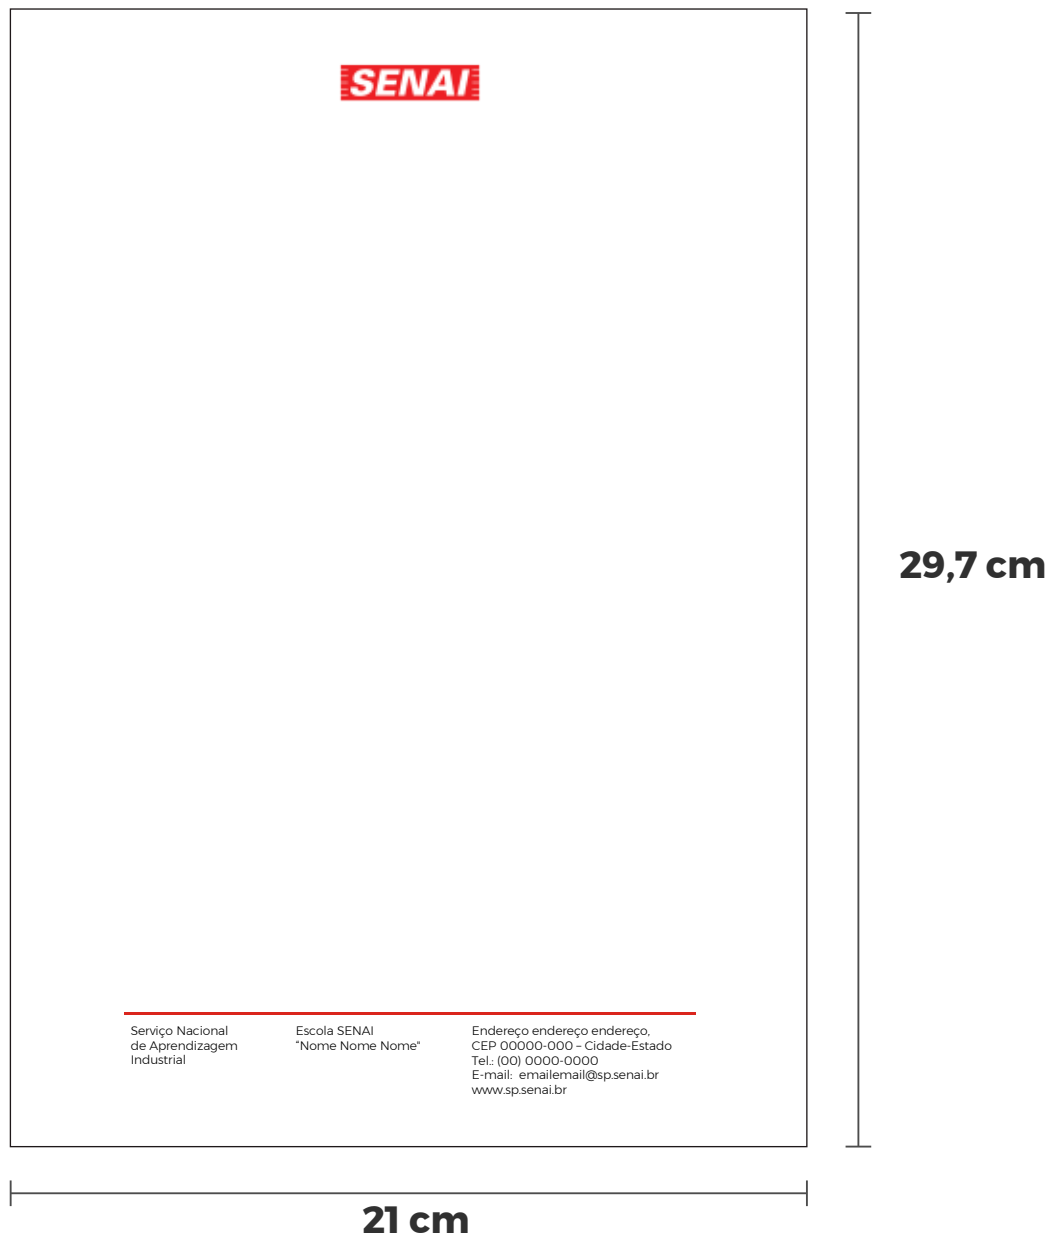 SENAI
29,7 cm
Serviço Nacional
de Aprendizagem
Industrial
Escola SENAI
“Nome Nome Nome"
Endereço endereço endereço,
CEP 00000-000 – Cidade-Estado
Tel.: (00) 0000-0000
E-mail:  emailemail@sp.senai.br
www.sp.senai.br
21 cm